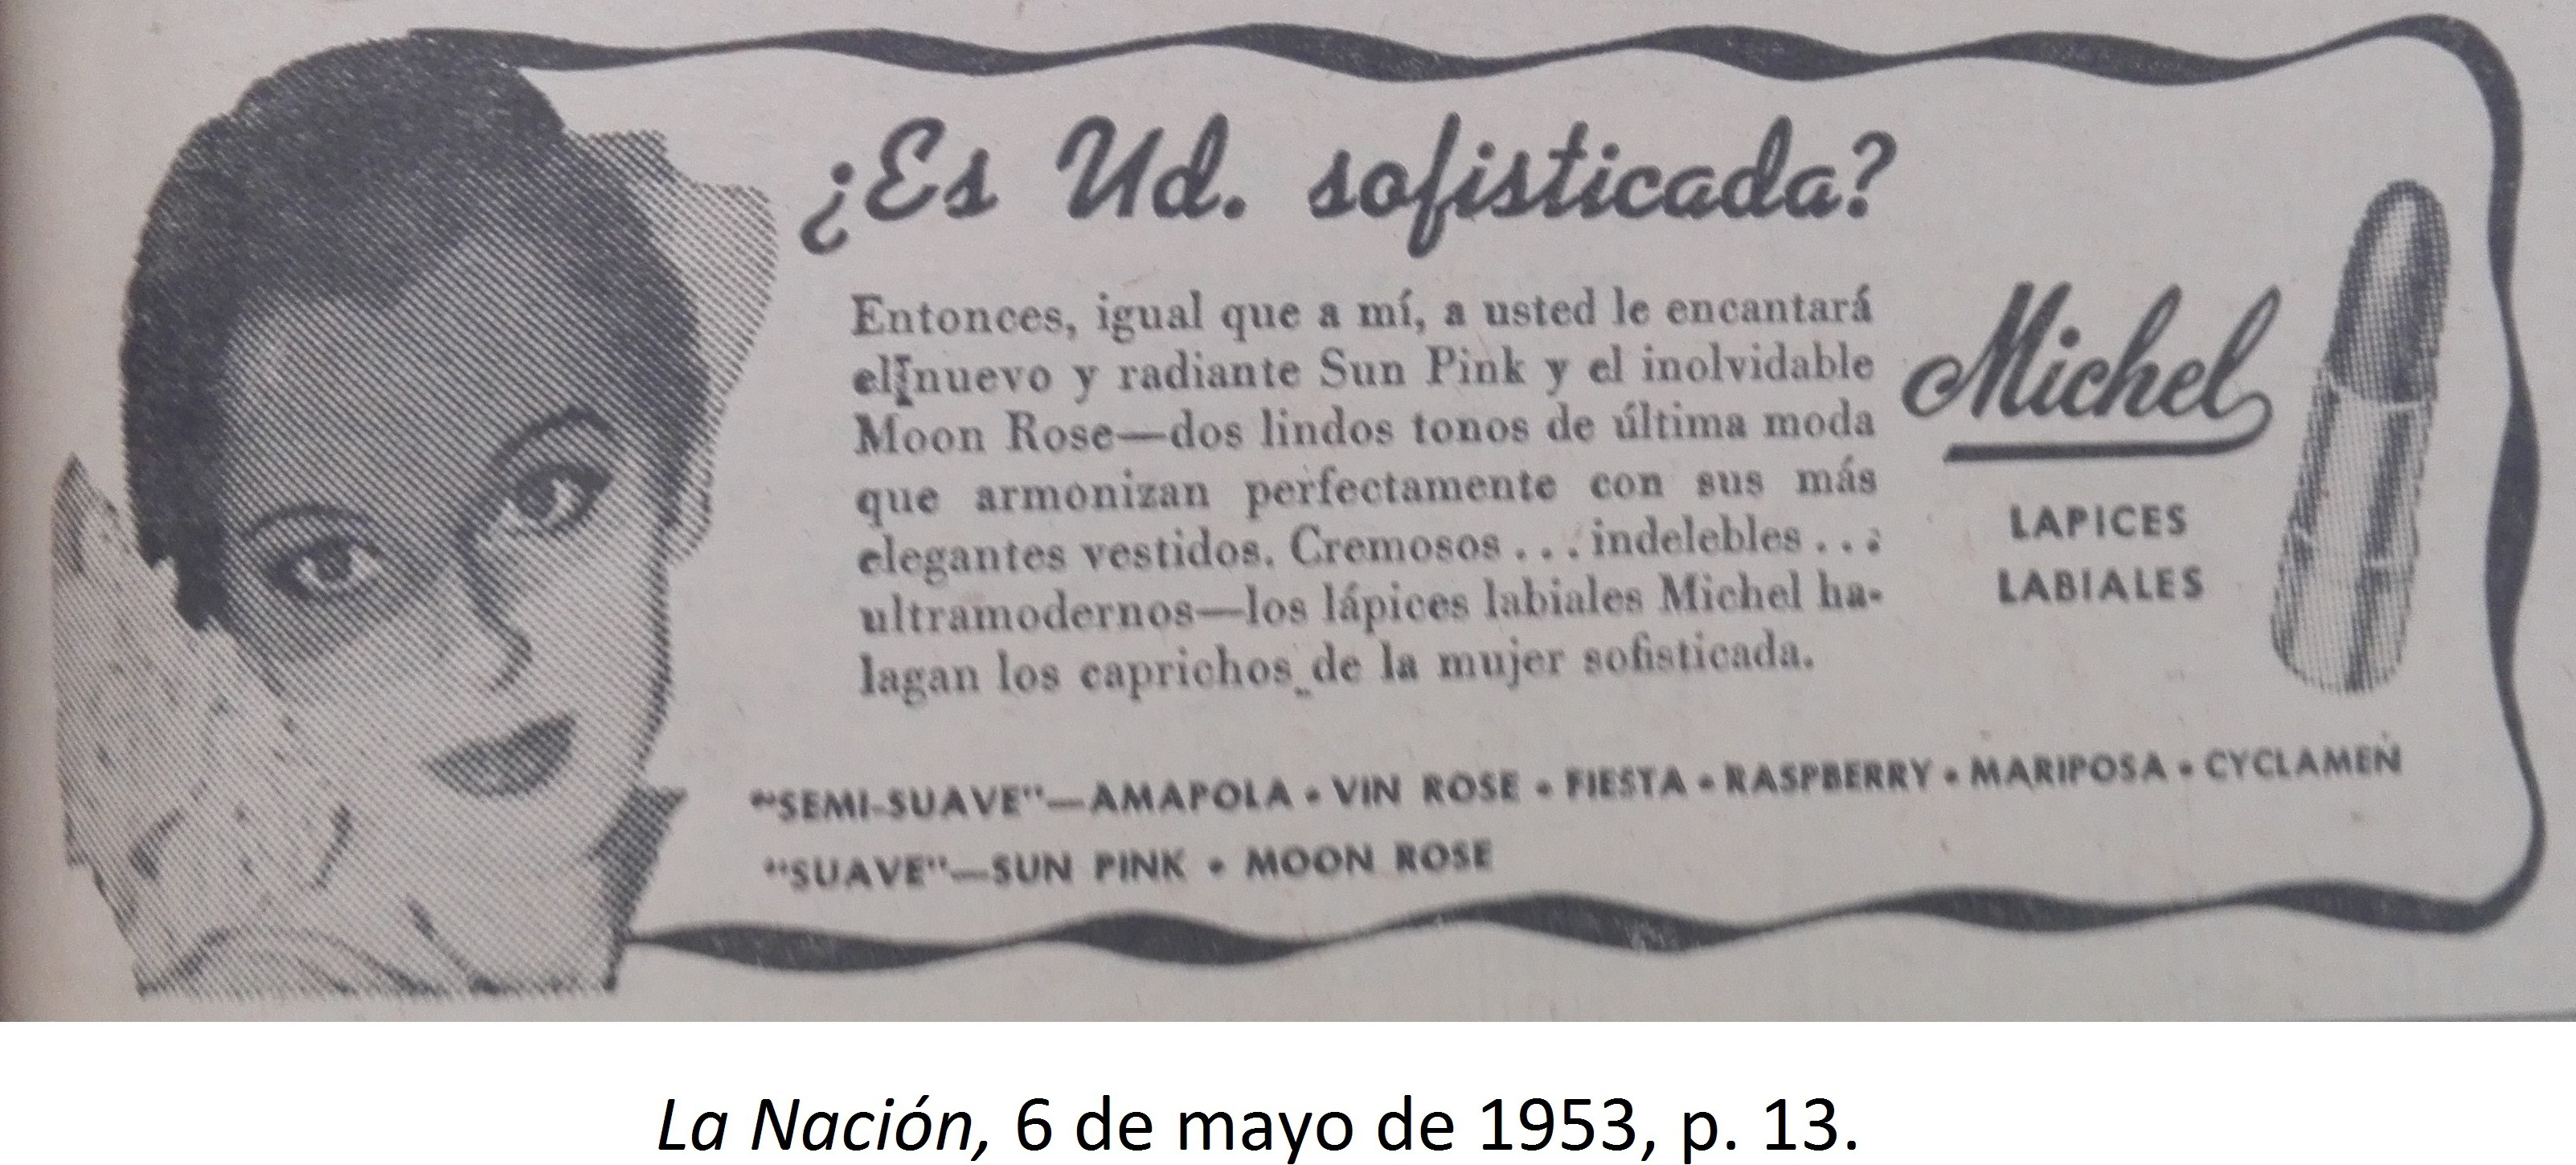 ¿Es Ud. sofisticada?
Entonces, igual que a mí, a usted le encantará
el nuevo y radiante Sun Pink y el inolvidable
Moon Rose—dos lindos tonos de última moda
que armonizan perfectamente con sus más
elegantes vestidos. Cremosos . . . indelebles . . .
ultramodernos—los lápices labiales Michel ha-
lagan los caprichos de la mujer sofisticada.
Michel
LAPICES
LABIALES
"SEMI-SUAVE"—AMAPOLA • VIN ROSE • FIESTA • RASPBERRY • MARIPOSA • CYCLAMEN
"SUAVE"—SUN PINK • MOON ROSE
La Nación, 6 de mayo de 1953, p. 13.